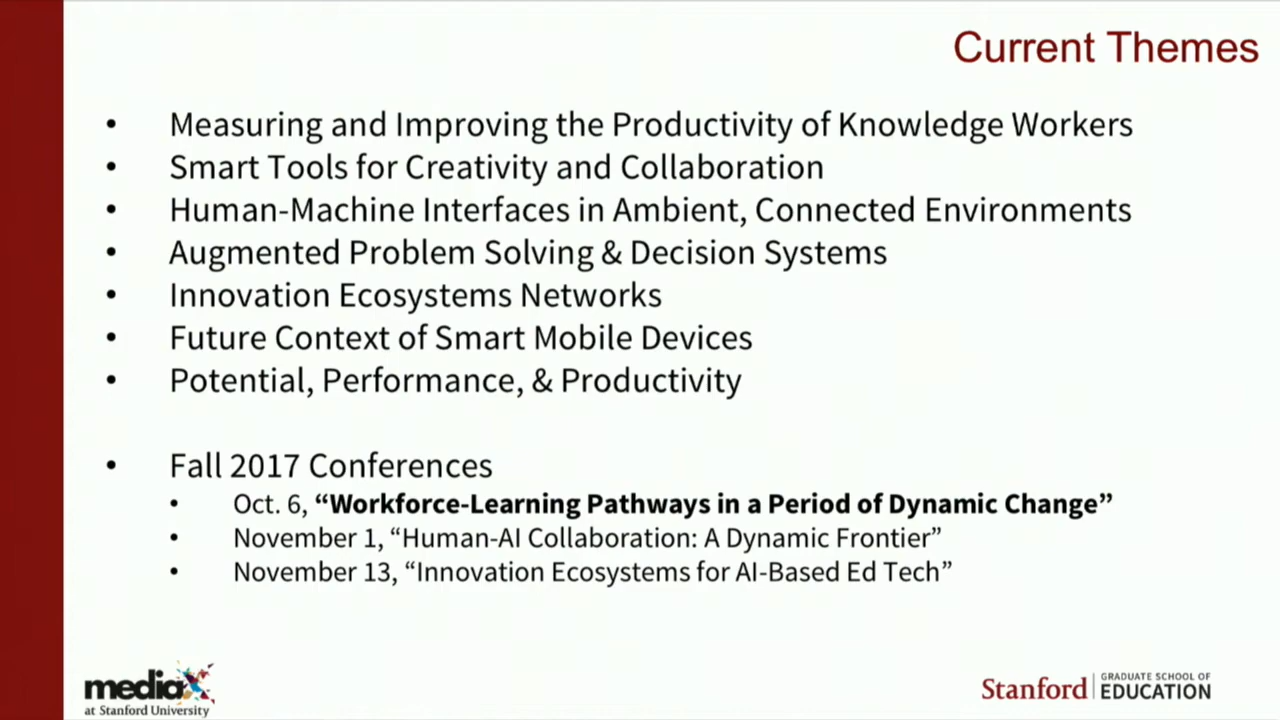 Current Themes
• Measuring and Improving the Productivity of Knowledge Workers
• Smart Tools for Creativity and Collaboration
• Human-Machine Interfaces in Ambient, Connected Environments
• Augmented Problem Solving & Decision Systems
• Innovation Ecosystems Networks
• Future Context of Smart Mobile Devices
• Potential, Performance, & Productivity
• Fall 2017 Conferences
• Oct. 6, “Workforce-Learning Pathways in a Period of Dynamic Change”
• November 1, “Human-AI Collaboration: A Dynamic Frontier”
• November 13, “Innovation Ecosystems for AI-Based Ed Tech”
mediaX
at Stanford University
Stanford
GRADUATE SCHOOL OF
EDUCATION